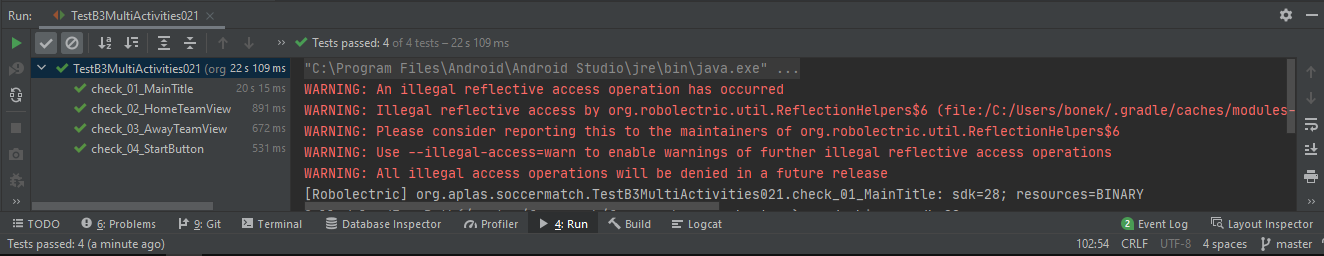 Run: TestB3MultiActivities021
Tests passed: 4 of 4 tests – 22 s 109 ms
TestB3MultiActivities021 (org 22 s 109 ms
check_01_MainTitle 20 s 15 ms
check_02_HomeTeamView 891 ms
check_03_AwayTeamView 672 ms
check_04_StartButton 531 ms
"C:\Program Files\Android\Android Studio\jre\bin\java.exe" ...
WARNING: An illegal reflective access operation has occurred
WARNING: Illegal reflective access by org.robolectric.util.ReflectionHelpers$6 (file:/C:/Users/bonek/.gradle/caches/modules-
WARNING: Please consider reporting this to the maintainers of org.robolectric.util.ReflectionHelpers$6
WARNING: Use --illegal-access=warn to enable warnings of further illegal reflective access operations
WARNING: All illegal access operations will be denied in a future release
[Robolectric] org.aplas.soccermatch.TestB3MultiActivities021.check_01_MainTitle: sdk=28; resources=BINARY
TODO 6: Problems 9: Git Terminal Database Inspector Profiler 4: Run Build Logcat 2 Event Log Layout Inspector
Tests passed: 4 (a minute ago) 102:54 CRLF UTF-8 4 spaces master